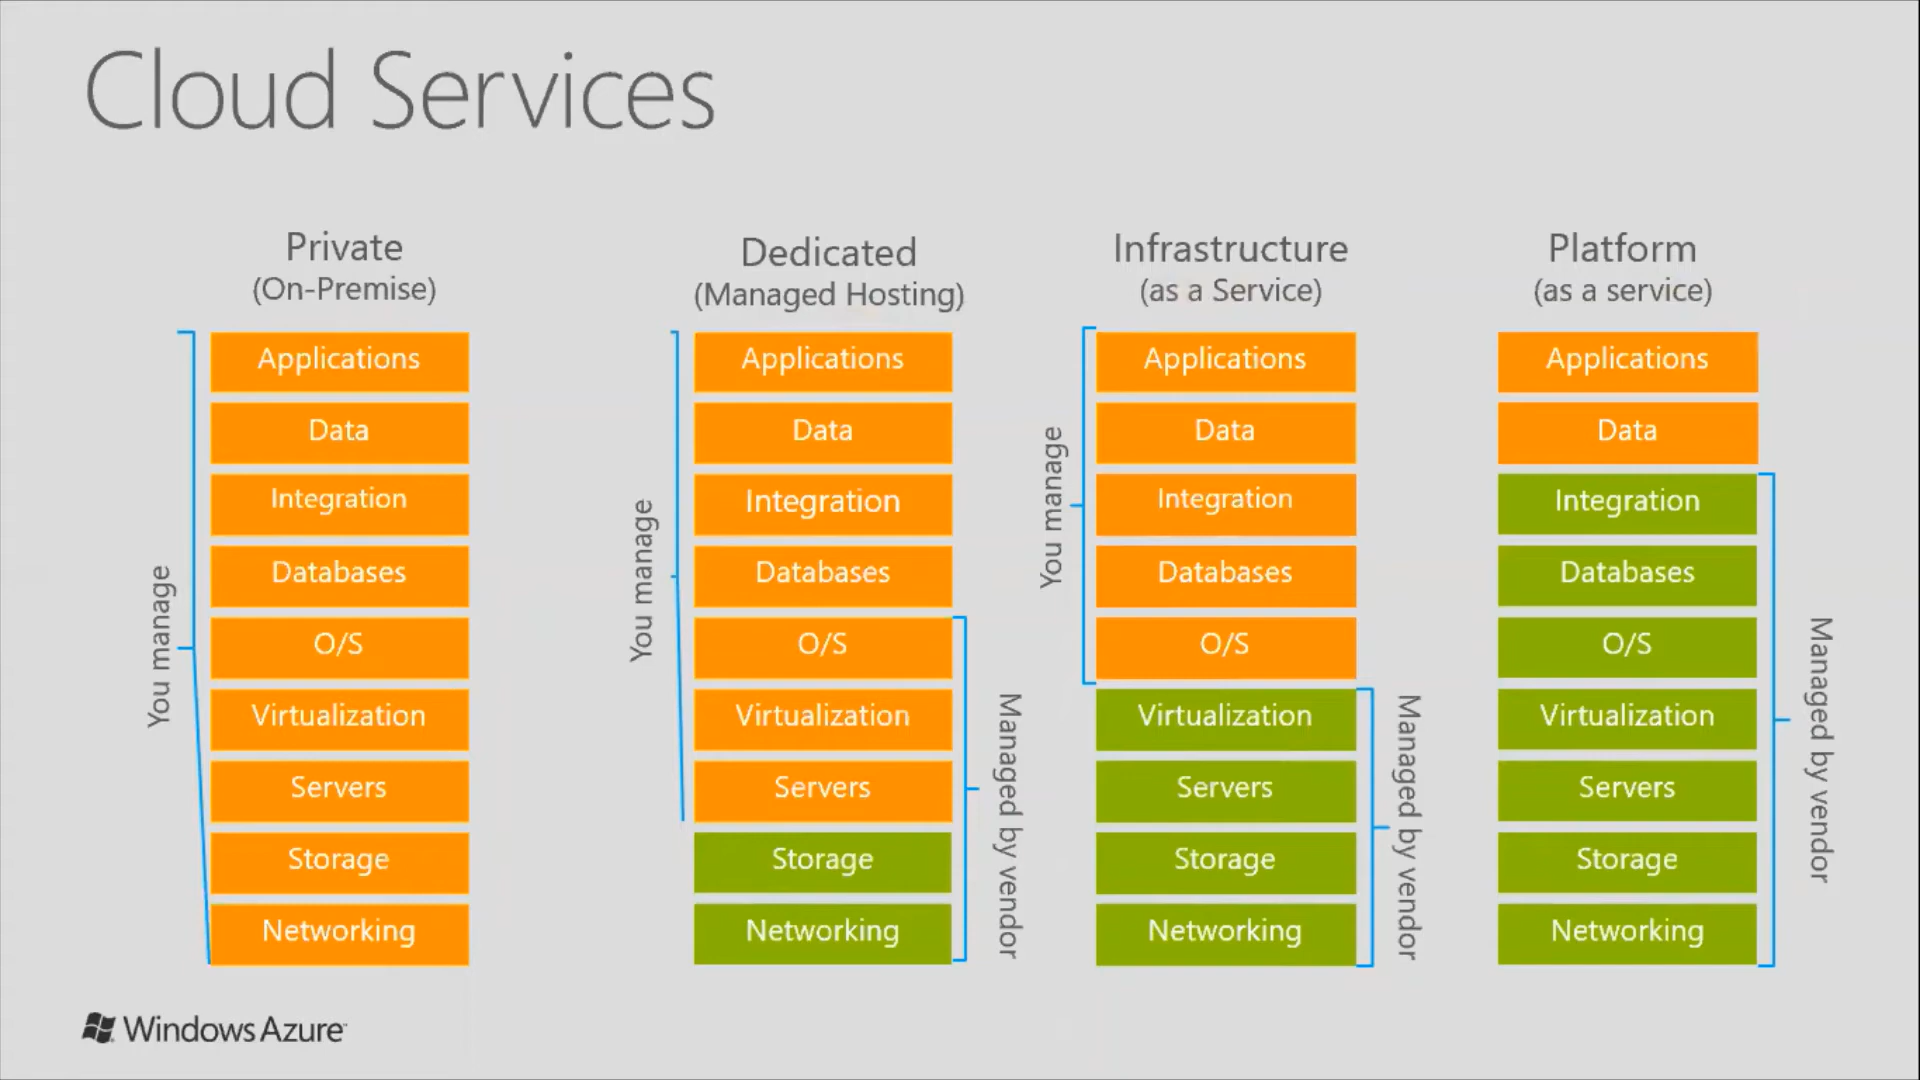 Cloud Services
Private
(On-Premise)
You manage
Applications
Data
Integration
Databases
O/S
Virtualization
Servers
Storage
Networking
Dedicated
(Managed Hosting)
You manage
Applications
Data
Integration
Databases
O/S
Virtualization
Servers
Storage
Networking
Managed by vendor
Infrastructure
(as a Service)
You manage
Applications
Data
Integration
Databases
O/S
Virtualization
Servers
Storage
Networking
Managed by vendor
Platform
(as a service)
Applications
Data
Integration
Databases
O/S
Virtualization
Servers
Storage
Networking
Managed by vendor
Windows Azure